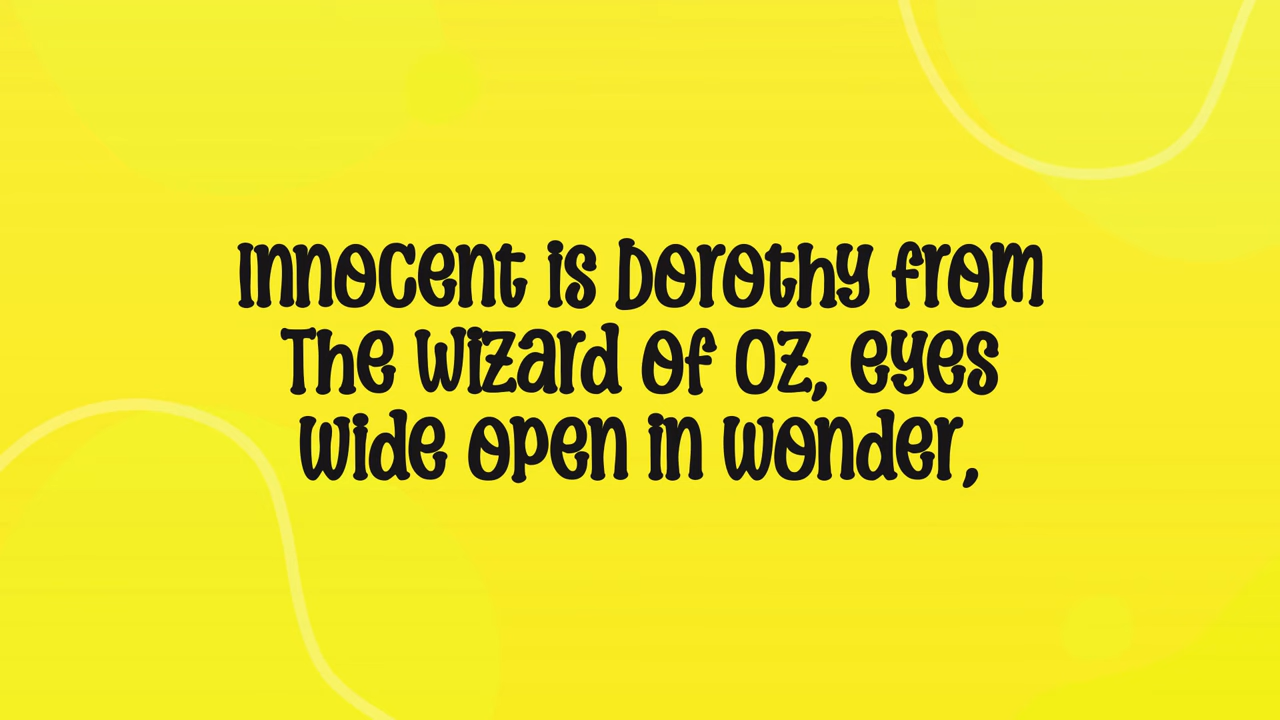 Innocent is Dorothy from
The Wizard of Oz, eyes
wide open in wonder,